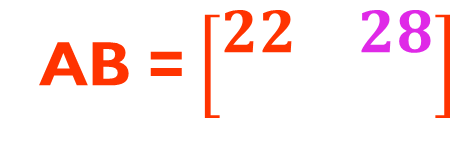 AB = [22 28]